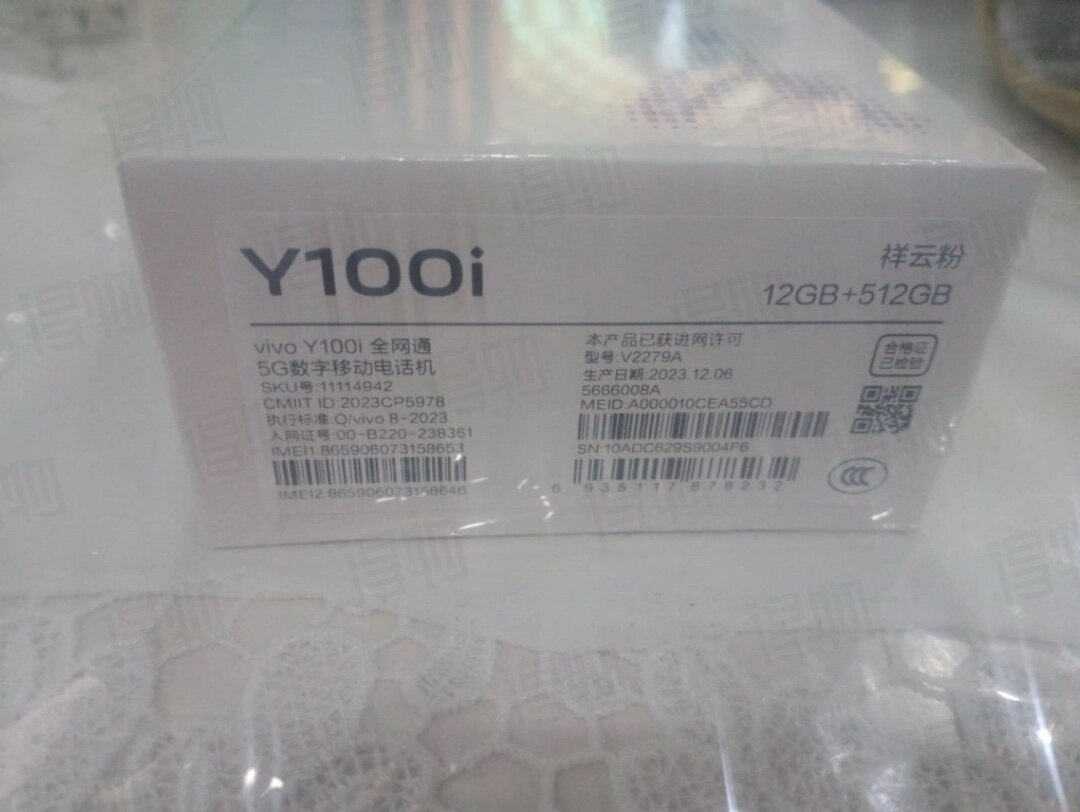 Y100i
祥云粉
12GB+512GB
vivo Y100i 全网通
5G数字移动电话机
SKU号:11114942
CMIIT ID:2023CP5978
执行标准:Q/vivo 8-2023
入网证号:00-B220-238361
IMEI1:865906073158653
IMEI2:865906073158646
本产品已获进网许可
型号:V2279A
生产日期:2023.12.06
5666008A
MEID:A000010CEA55CD
SN:10ADC629S9004F6
6 935117 878232
合格证
已检验
CCC
得物